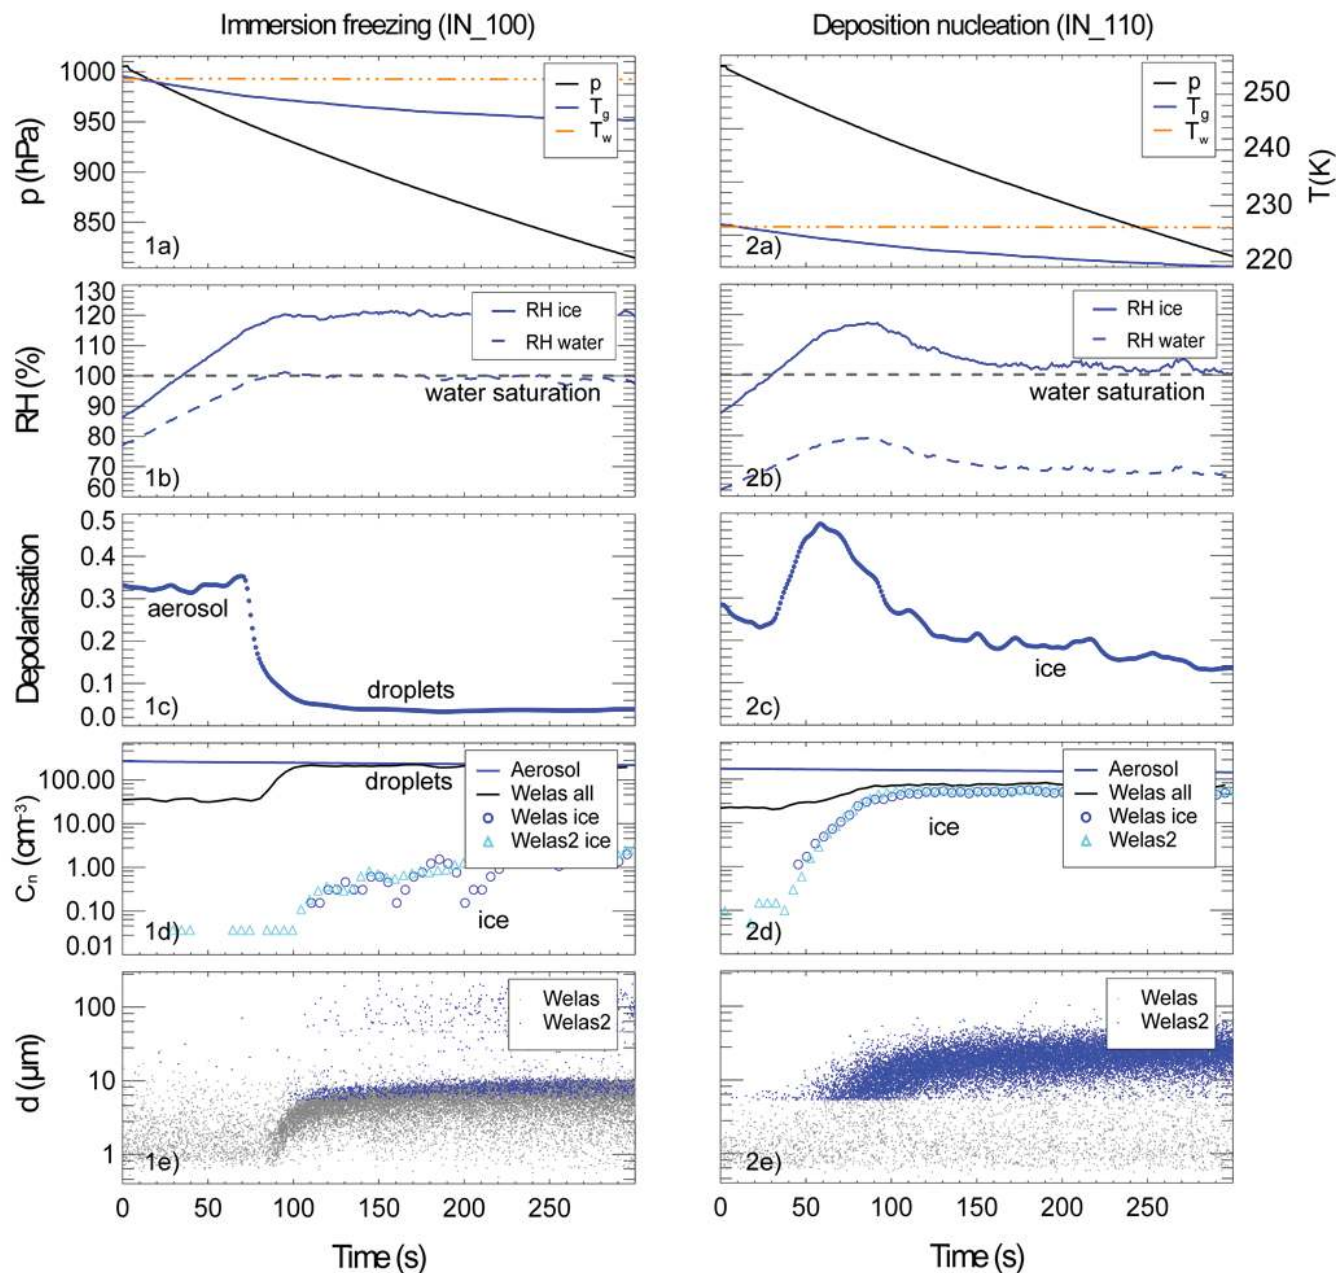 Immersion freezing (IN_100)
Deposition nucleation (IN_110)
p (hPa)
1000
950
900
850
p
Tg
Tw
1a)
p
Tg
Tw
2a)
250
240
230
220
T(K)
RH (%)
130
120
110
100
90
80
70
60
RH ice
RH water
water saturation
1b)
RH ice
RH water
water saturation
2b)
Depolarisation
0.5
0.4
0.3
0.2
0.1
0.0
aerosol
droplets
1c)
ice
2c)
Cn (cm-3)
100.00
10.00
1.00
0.10
0.01
droplets
Aerosol
Welas all
Welas ice
Welas2 ice
ice
1d)
Aerosol
Welas all
Welas ice
Welas2
ice
2d)
d (μm)
100
10
1
Welas
Welas2
1e)
Welas
Welas2
2e)
0 50 100 150 200 250
0 50 100 150 200 250
Time (s)
Time (s)